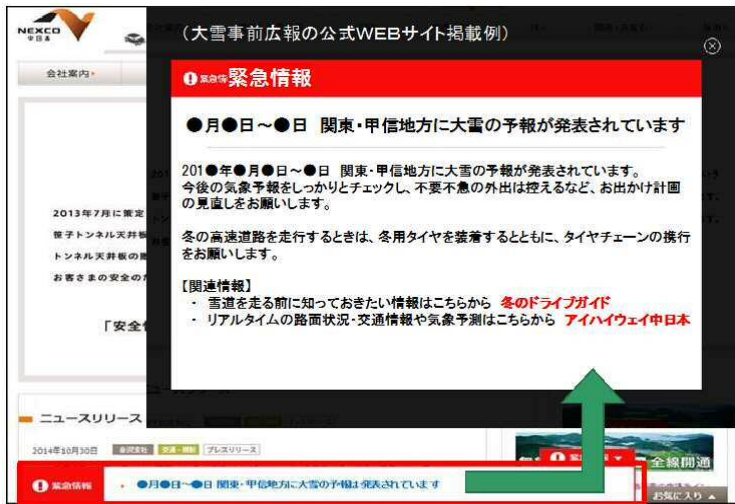 NEXCO
中日本
(大雪事前広報の公式WEBサイト掲載例)
会社案内
緊急情報
●月●日～●日 関東・甲信地方に大雪の予報が発表されています
201●年●月●日～●日 関東・甲信地方に大雪の予報が発表されています。
今後の気象予報をしっかりとチェックし、不要不急の外出は控えるなど、お出かけ計画
の見直しをお願いします。
冬の高速道路を走行するときは、冬用タイヤを装着するとともに、タイヤチェーンの携行
をお願いします。
【関連情報】
・ 雪道を走る前に知っておきたい情報はこちらから 冬のドライブガイド
・ リアルタイムの路面状況・交通情報や気象予測はこちらから アイハイウェイ中日本
2013年7月に策定
笹子トンネル天井板
トンネル天井板の
お客さまの安全のた
「安全
ニュースリリース
2014年10月30日 金沢支社 交通・規制 プレスリリース
全線開通
緊急情報
・ ●月●日～●日 関東・甲信地方に大雪の予報が発表されています
お気に入り